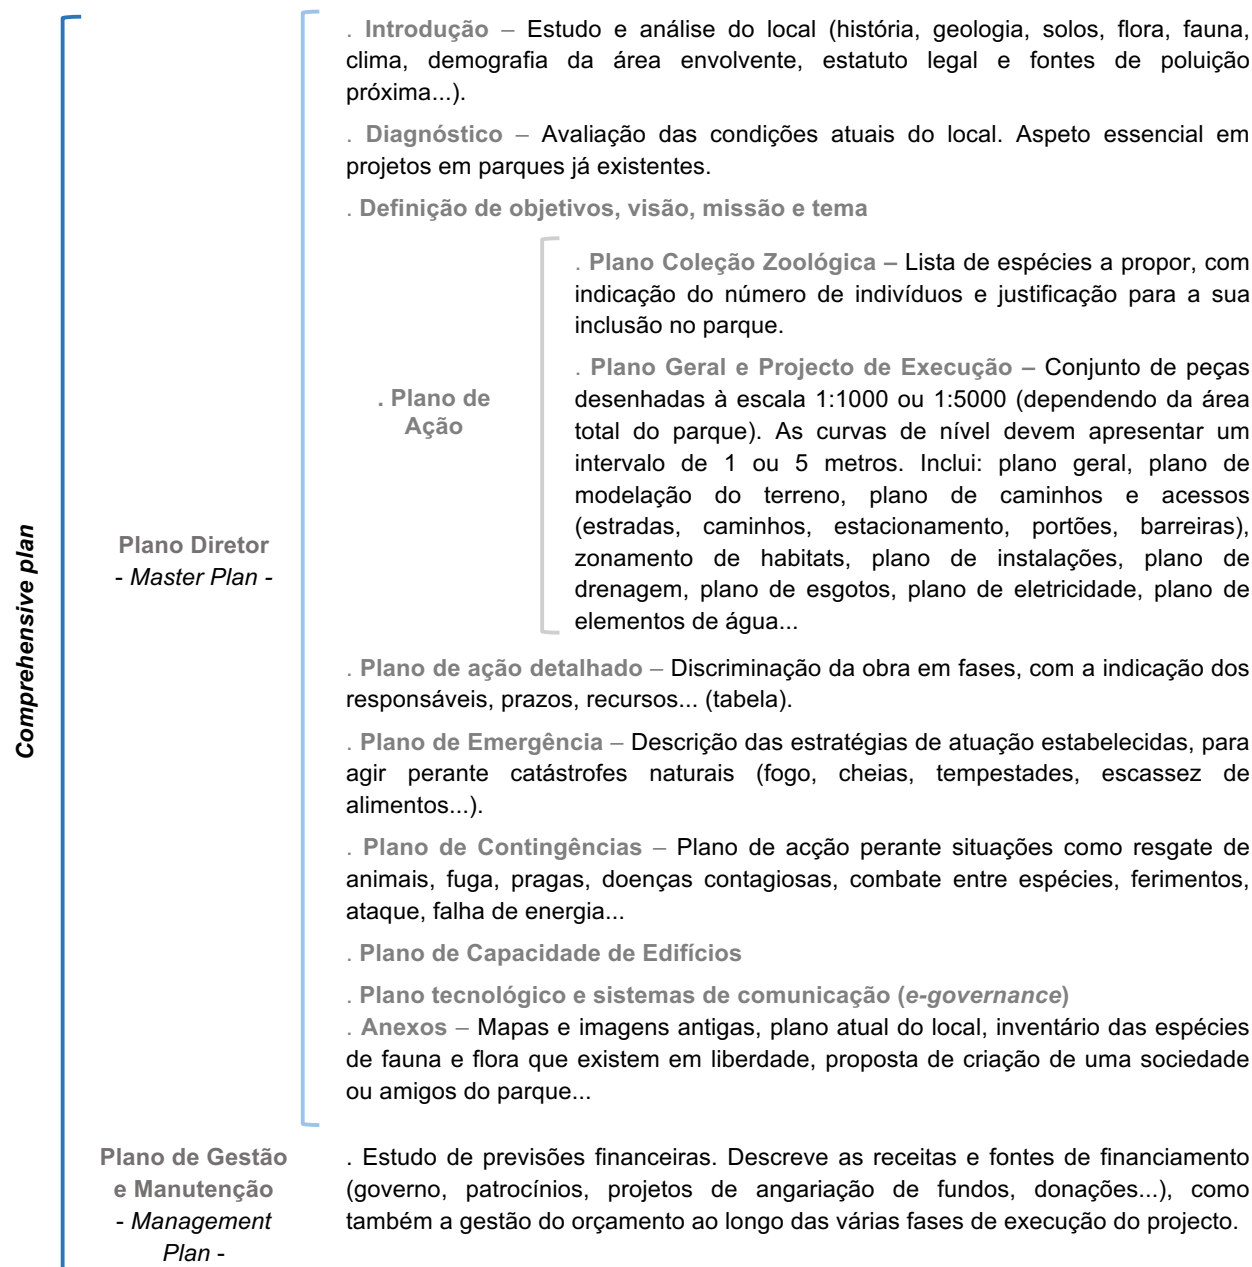 Comprehensive plan
Plano Diretor
- Master Plan -
. Introdução – Estudo e análise do local (história, geologia, solos, flora, fauna,
clima, demografia da área envolvente, estatuto legal e fontes de poluição
próxima...).
. Diagnóstico – Avaliação das condições atuais do local. Aspeto essencial em
projetos em parques já existentes.
. Definição de objetivos, visão, missão e tema
. Plano de
Ação
. Plano Coleção Zoológica – Lista de espécies a propor, com
indicação do número de indivíduos e justificação para a sua
inclusão no parque.
. Plano Geral e Projecto de Execução – Conjunto de peças
desenhadas à escala 1:1000 ou 1:5000 (dependendo da área
total do parque). As curvas de nível devem apresentar um
intervalo de 1 ou 5 metros. Inclui: plano geral, plano de
modelação do terreno, plano de caminhos e acessos
(estradas, caminhos, estacionamento, portões, barreiras),
zonamento de habitats, plano de instalações, plano de
drenagem, plano de esgotos, plano de eletricidade, plano de
elementos de água...
. Plano de ação detalhado – Discriminação da obra em fases, com a indicação dos
responsáveis, prazos, recursos... (tabela).
. Plano de Emergência – Descrição das estratégias de atuação estabelecidas, para
agir perante catástrofes naturais (fogo, cheias, tempestades, escassez de
alimentos...).
. Plano de Contingências – Plano de acção perante situações como resgate de
animais, fuga, pragas, doenças contagiosas, combate entre espécies, ferimentos,
ataque, falha de energia...
. Plano de Capacidade de Edifícios
. Plano tecnológico e sistemas de comunicação (e-governance)
. Anexos – Mapas e imagens antigas, plano atual do local, inventário das espécies
de fauna e flora que existem em liberdade, proposta de criação de uma sociedade
ou amigos do parque...
Plano de Gestão
e Manutenção
- Management
Plan -
. Estudo de previsões financeiras. Descreve as receitas e fontes de financiamento
(governo, patrocínios, projetos de angariação de fundos, donações...), como
também a gestão do orçamento ao longo das várias fases de execução do projecto.